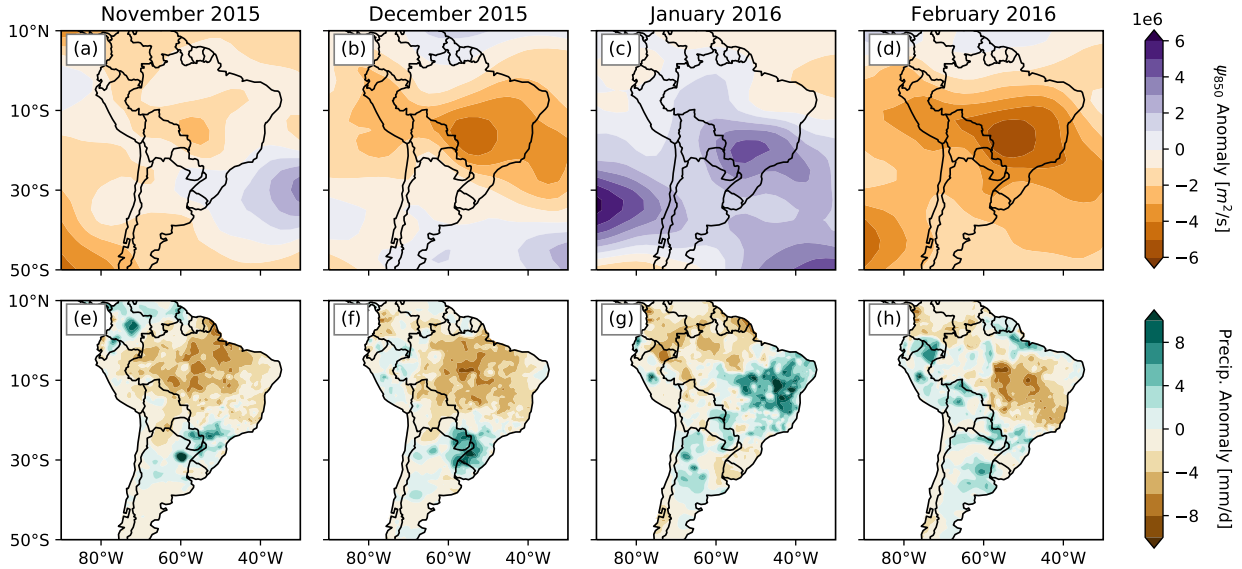 November 2015
December 2015
January 2016
February 2016
1e6
10°N
10°S
30°S
50°S
(a)
(b)
(c)
(d)
6
4
2
0
−2
−4
−6
ψ850 Anomaly [m²/s]
10°N
10°S
30°S
50°S
(e)
(f)
(g)
(h)
80°W
60°W
40°W
80°W
60°W
40°W
80°W
60°W
40°W
80°W
60°W
40°W
8
4
0
−4
−8
Precip. Anomaly [mm/d]